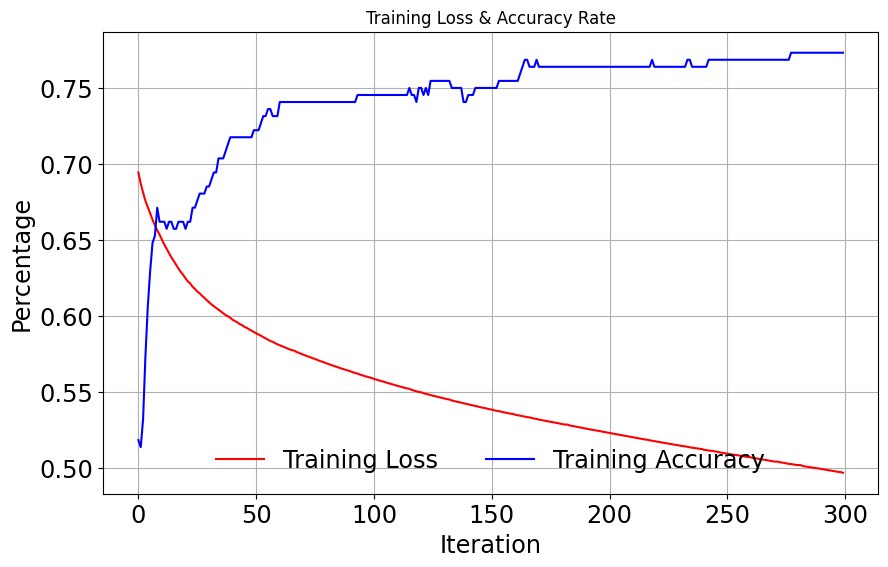 Training Loss & Accuracy Rate
Percentage
0.75
0.70
0.65
0.60
0.55
0.50
Training Loss Training Accuracy
0 50 100 150 200 250 300
Iteration